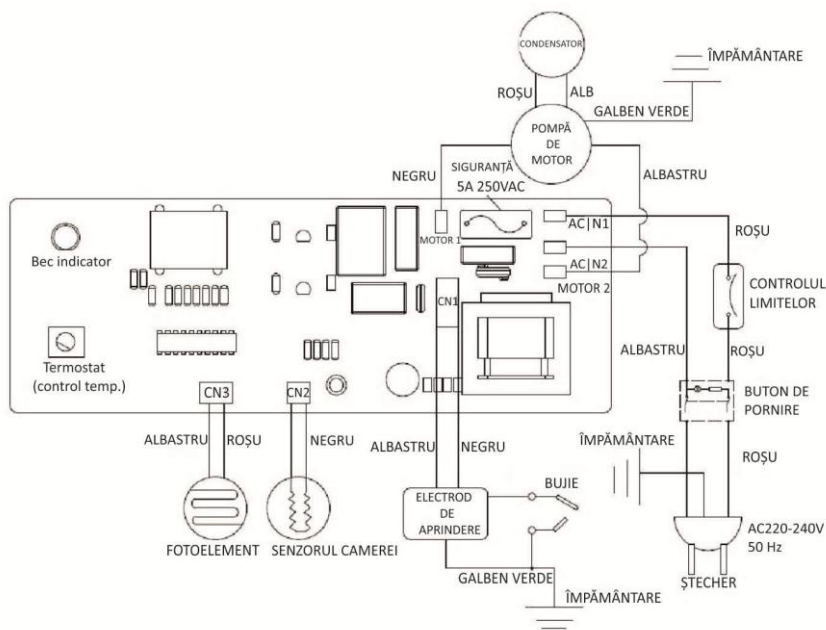 CONDENSATOR
ÎMPĂMÂNTARE
ROȘU
ALB
GALBEN VERDE
POMPĂ
DE
MOTOR
NEGRU
SIGURANȚĂ
5A 250VAC
ALBASTRU
MOTOR 1
AC|N1
ROȘU
Bec indicator
AC|N2
MOTOR 2
CN1
CONTROLUL
LIMITELOR
ALBASTRU
ROȘU
Termostat
(control temp.)
CN3
CN2
BUTON DE
PORNIRE
ALBASTRU
ROȘU
NEGRU
ALBASTRU
NEGRU
ÎMPĂMÂNTARE
ROȘU
ELECTROD
DE
APRINDERE
BUJIE
AC220-240V
50 Hz
FOTOELEMENT
SENZORUL CAMEREI
GALBEN VERDE
ȘTECHER
ÎMPĂMÂNTARE